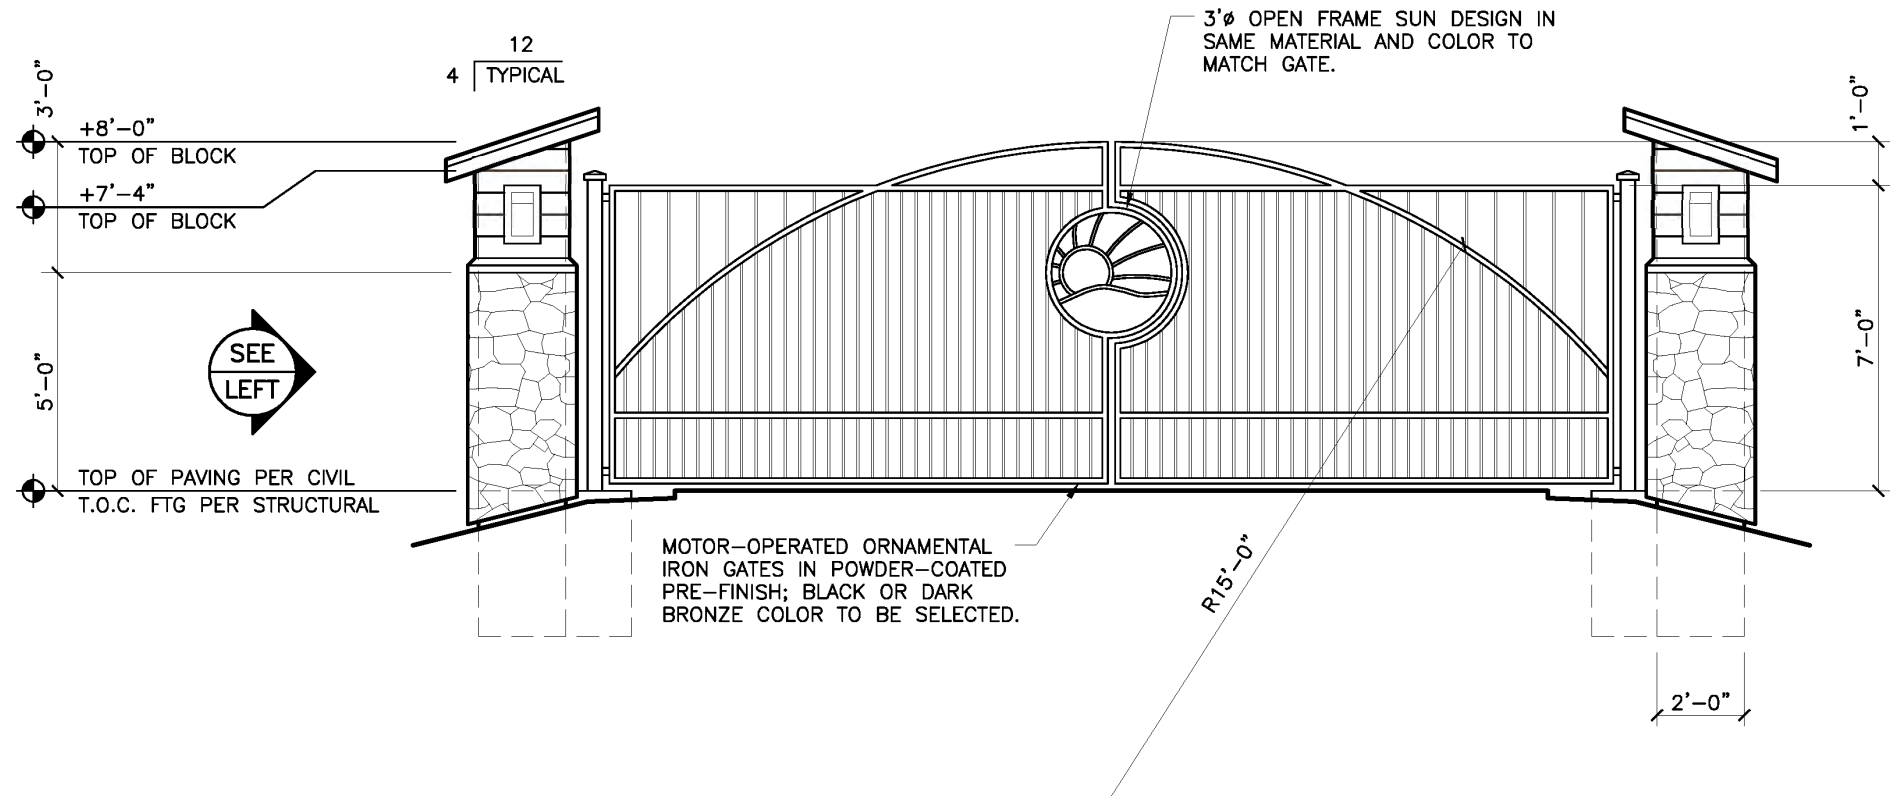 3'ø OPEN FRAME SUN DESIGN IN
SAME MATERIAL AND COLOR TO
MATCH GATE.
12
4 TYPICAL
3'-0"
+8'-0"
TOP OF BLOCK
+7'-4"
TOP OF BLOCK
1'-0"
SEE
LEFT
5'-0"
7'-0"
TOP OF PAVING PER CIVIL
T.O.C. FTG PER STRUCTURAL
MOTOR-OPERATED ORNAMENTAL
IRON GATES IN POWDER-COATED
PRE-FINISH; BLACK OR DARK
BRONZE COLOR TO BE SELECTED.
R15'-0"
2'-0"